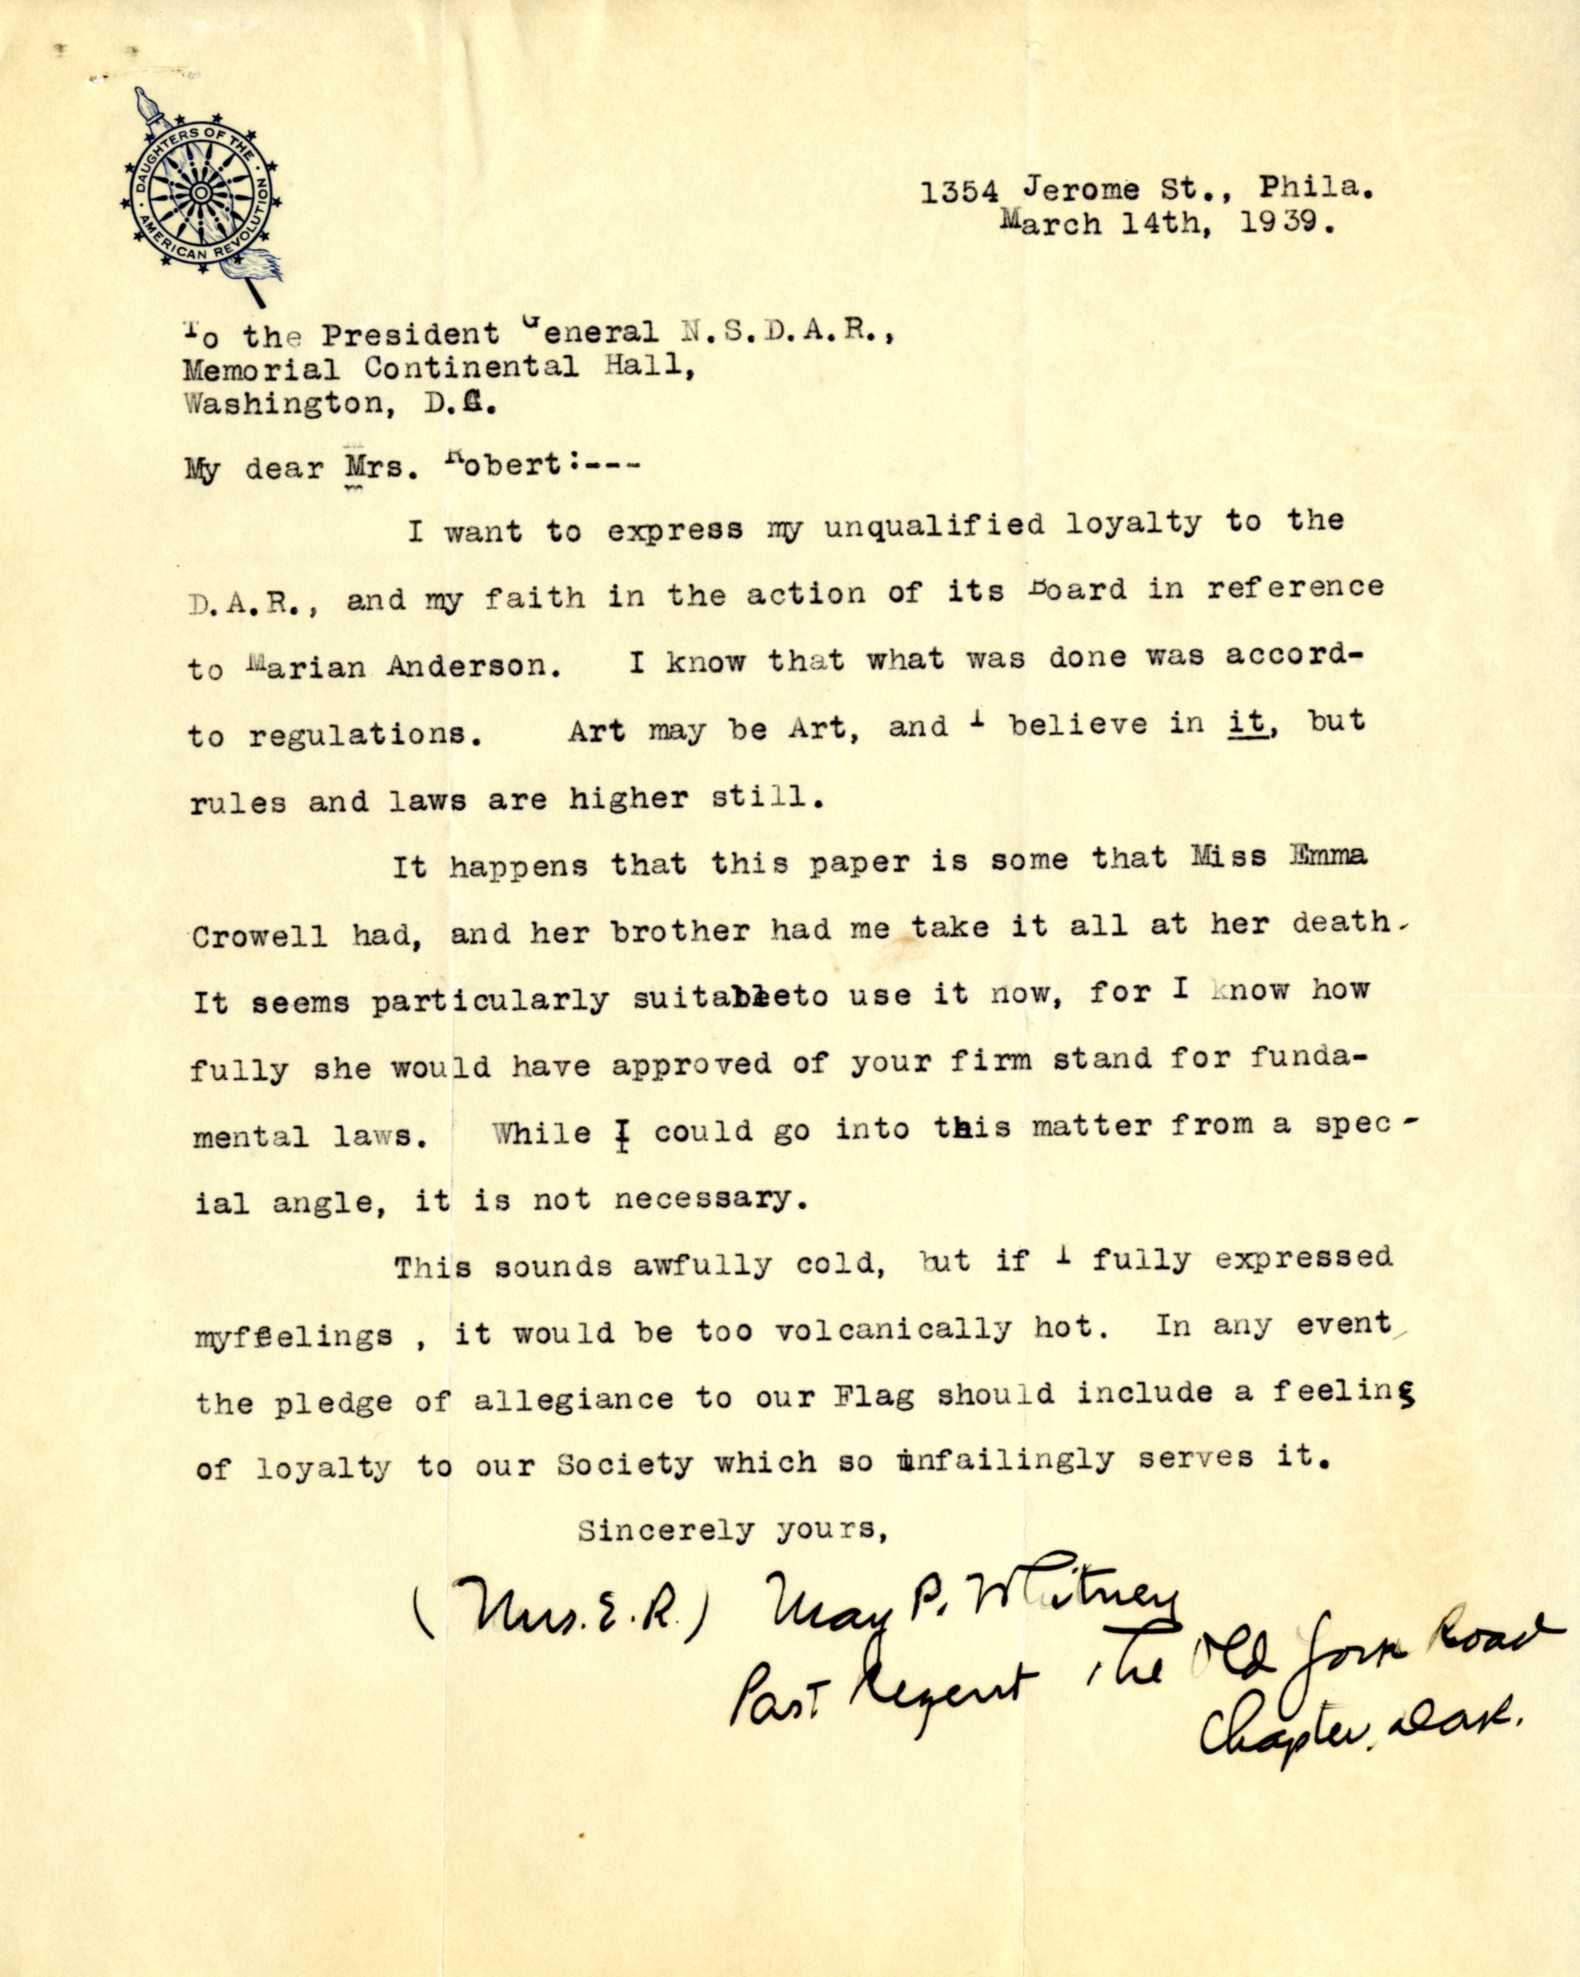 DAUGHTERS OF THE
AMERICAN REVOLUTION
1354 Jerome St., Phila.
March 14th, 1939.
To the President General N.S.D.A.R.,
Memorial Continental Hall,
Washington, D.C.
My dear Mrs. Robert:---
I want to express my unqualified loyalty to the
D.A.R., and my faith in the action of its Board in reference
to Marian Anderson. I know that what was done was accord-
to regulations. Art may be Art, and I believe in it, but
rules and laws are higher still.
It happens that this paper is some that Miss Emma
Crowell had, and her brother had me take it all at her death.
It seems particularly suitableto use it now, for I know how
fully she would have approved of your firm stand for funda-
mental laws. While I could go into this matter from a spec-
ial angle, it is not necessary.
This sounds awfully cold, but if I fully expressed
myfeelings , it would be too volcanically hot. In any event,
the pledge of allegiance to our Flag should include a feeling
of loyalty to our Society which so unfailingly serves it.
Sincerely yours,
(Mrs. E. R.) May P. Whitney
Past Regent The Old York Road
Chapter, DAR.